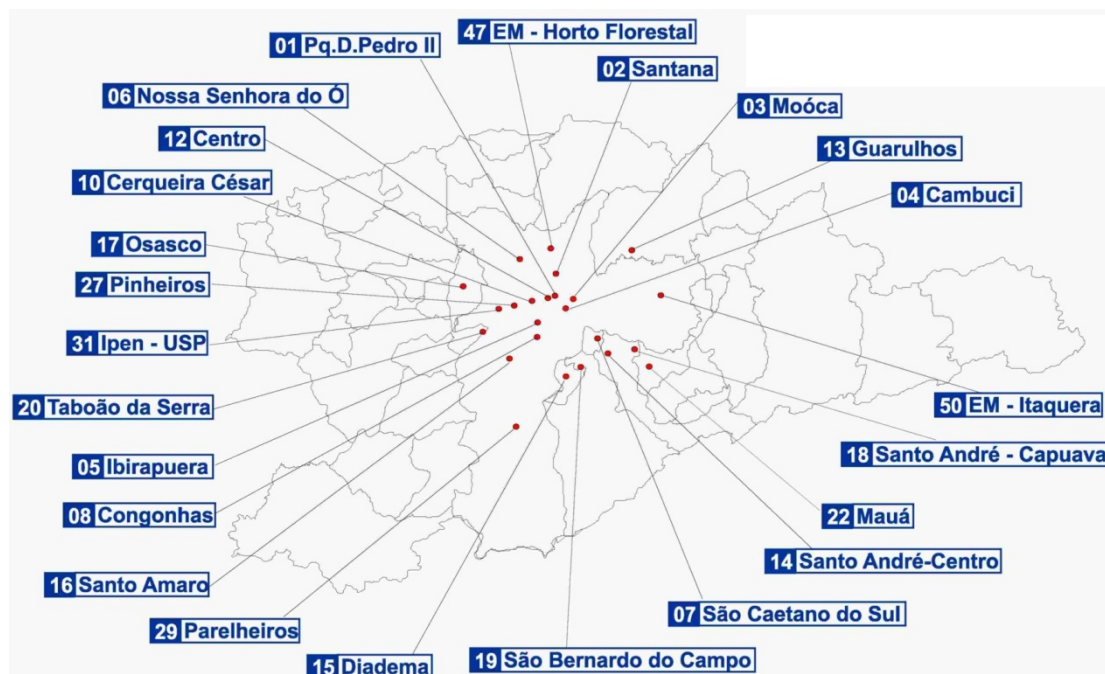 47 EM - Horto Florestal
01 Pq.D.Pedro II
02 Santana
06 Nossa Senhora do Ó
03 Moóca
12 Centro
13 Guarulhos
10 Cerqueira César
04 Cambuci
17 Osasco
27 Pinheiros
31 Ipen - USP
20 Taboão da Serra
50 EM - Itaquera
18 Santo André - Capuava
05 Ibirapuera
08 Congonhas
22 Mauá
14 Santo André-Centro
16 Santo Amaro
07 São Caetano do Sul
29 Parelheiros
19 São Bernardo do Campo
15 Diadema